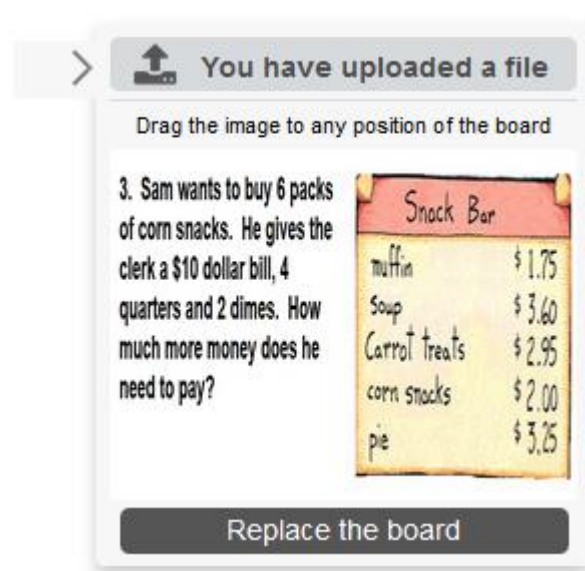 You have uploaded a file
Drag the image to any position of the board
3. Sam wants to buy 6 packs
of corn snacks. He gives the
clerk a $10 dollar bill, 4
quarters and 2 dimes. How
much more money does he
need to pay?
Snack Bar
muffin $1.75
Soup $3.60
Carrot treats $2.95
corn snacks $2.00
pie $3.25
Replace the board